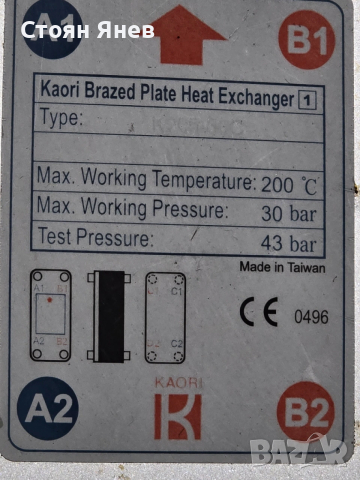 Стоян Янев
A1
B1
Kaori Brazed Plate Heat Exchanger 1
Type:
Max. Working Temperature: 200 ℃
Max. Working Pressure: 30 bar
Test Pressure: 43 bar
Made in Taiwan
A1 B1
C1
A2 B2
C2
CE 0496
KAORI
K
A2
B2
Стоян Янев
bazar